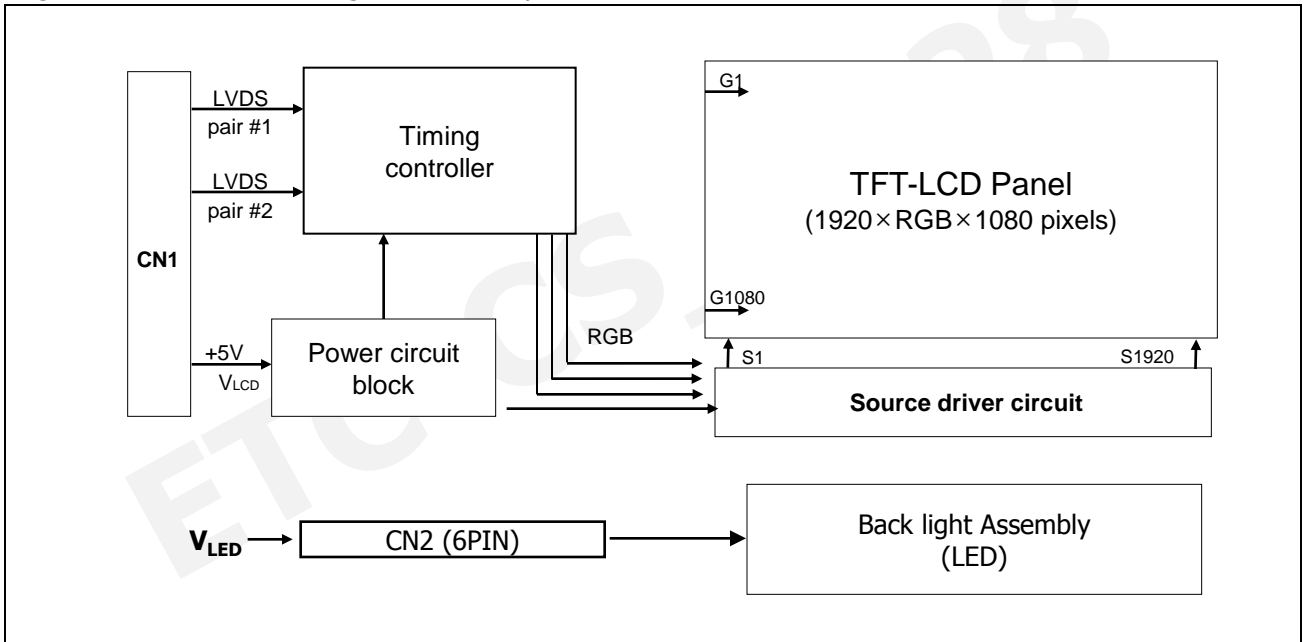 LVDS
pair #1
LVDS
pair #2
CN1
+5V
VLCD
Timing
controller
Power circuit
block
RGB
G1
TFT-LCD Panel
(1920×RGB×1080 pixels)
G1080
S1
S1920
Source driver circuit
VLED
CN2 (6PIN)
Back light Assembly
(LED)